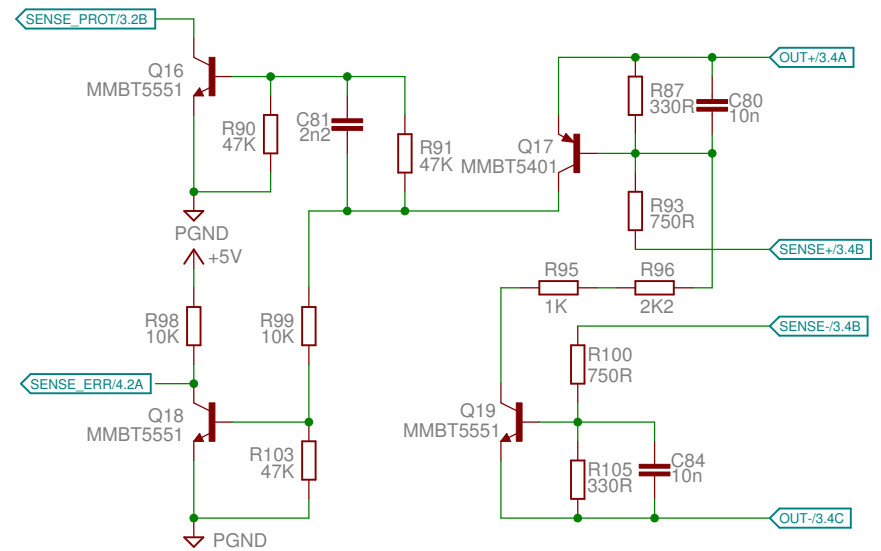 SENSE_PROT/3.2B
OUT+/3.4A
Q16
MMBT5551
R87
330R
C80
10n
C81
2n2
R90
47K
R91
47K
Q17
MMBT5401
R93
750R
PGND
+5V
SENSE+/3.4B
R95
R96
1K
2K2
R98
10K
R99
10K
SENSE-/3.4B
R100
750R
SENSE_ERR/4.2A
Q18
MMBT5551
Q19
MMBT5551
R103
47K
R105
330R
C84
10n
OUT-/3.4C
PGND